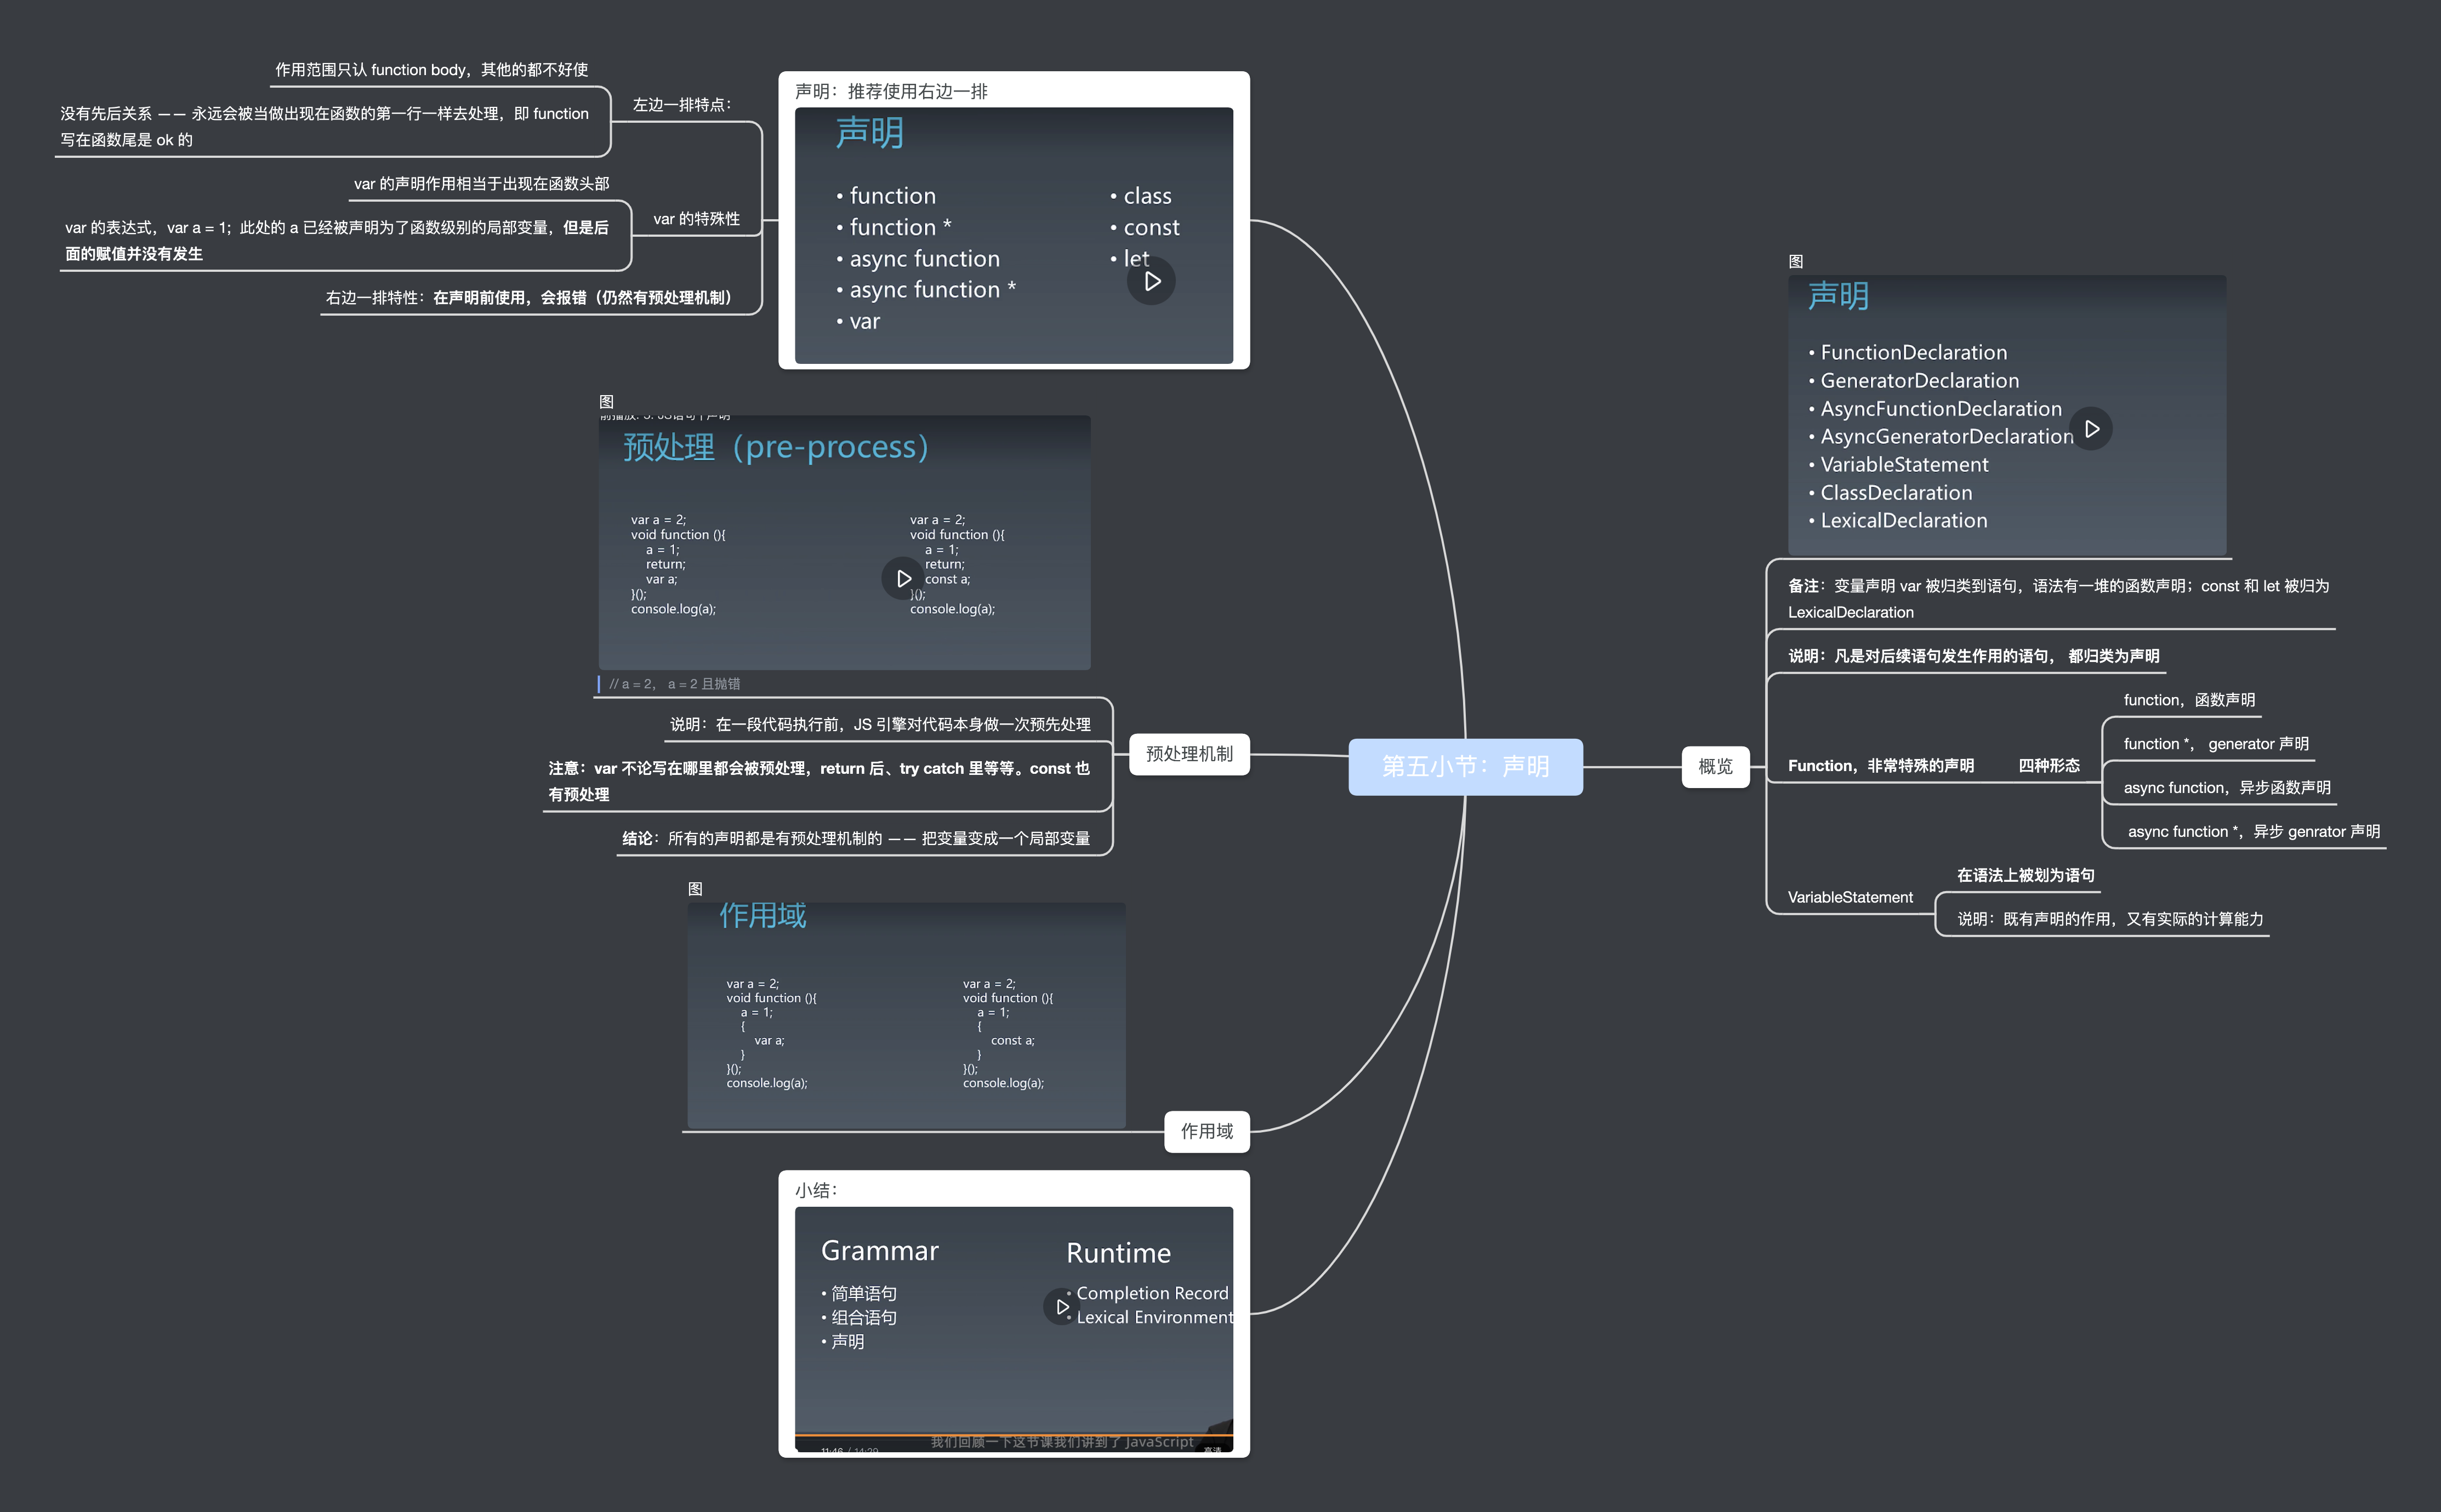 作用范围只认 function body，其他的都不好使
没有先后关系 —— 永远会被当做出现在函数的第一行一样去处理，即 function
写在函数尾是 ok 的
左边一排特点：
var 的声明作用相当于出现在函数头部
var 的表达式，var a = 1；此处的 a 已经被声明为了函数级别的局部变量，但是后
面的赋值并没有发生
var 的特殊性
右边一排特性：在声明前使用，会报错（仍然有预处理机制）
声明：推荐使用右边一排
声明
• function
• function *
• async function
• async function *
• var
• class
• const
• let
图
预处理（pre-process）
var a = 2;
void function (){
a = 1;
return;
var a;
}();
console.log(a);
var a = 2;
void function (){
a = 1;
return;
const a;
}();
console.log(a);
// a = 2， a = 2 且抛错
说明：在一段代码执行前，JS 引擎对代码本身做一次预先处理
注意：var 不论写在哪里都会被预处理，return 后、try catch 里等等。const 也
有预处理
结论：所有的声明都是有预处理机制的 —— 把变量变成一个局部变量
预处理机制
图
作用域
var a = 2;
void function (){
a = 1;
{
var a;
}
}();
console.log(a);
var a = 2;
void function (){
a = 1;
{
const a;
}
}();
console.log(a);
作用域
小结：
Grammar
• 简单语句
• 组合语句
• 声明
Runtime
• Completion Record
• Lexical Environment
我们回顾一下这节课我们讲到了 JavaScript
11:46 / 14:29
第五小节：声明
概览
图
声明
• FunctionDeclaration
• GeneratorDeclaration
• AsyncFunctionDeclaration
• AsyncGeneratorDeclaration
• VariableStatement
• ClassDeclaration
• LexicalDeclaration
备注：变量声明 var 被归类到语句，语法有一堆的函数声明；const 和 let 被归为
LexicalDeclaration
说明：凡是对后续语句发生作用的语句， 都归类为声明
Function，非常特殊的声明
四种形态
function，函数声明
function *， generator 声明
async function，异步函数声明
async function *，异步 genrator 声明
VariableStatement
在语法上被划为语句
说明：既有声明的作用，又有实际的计算能力